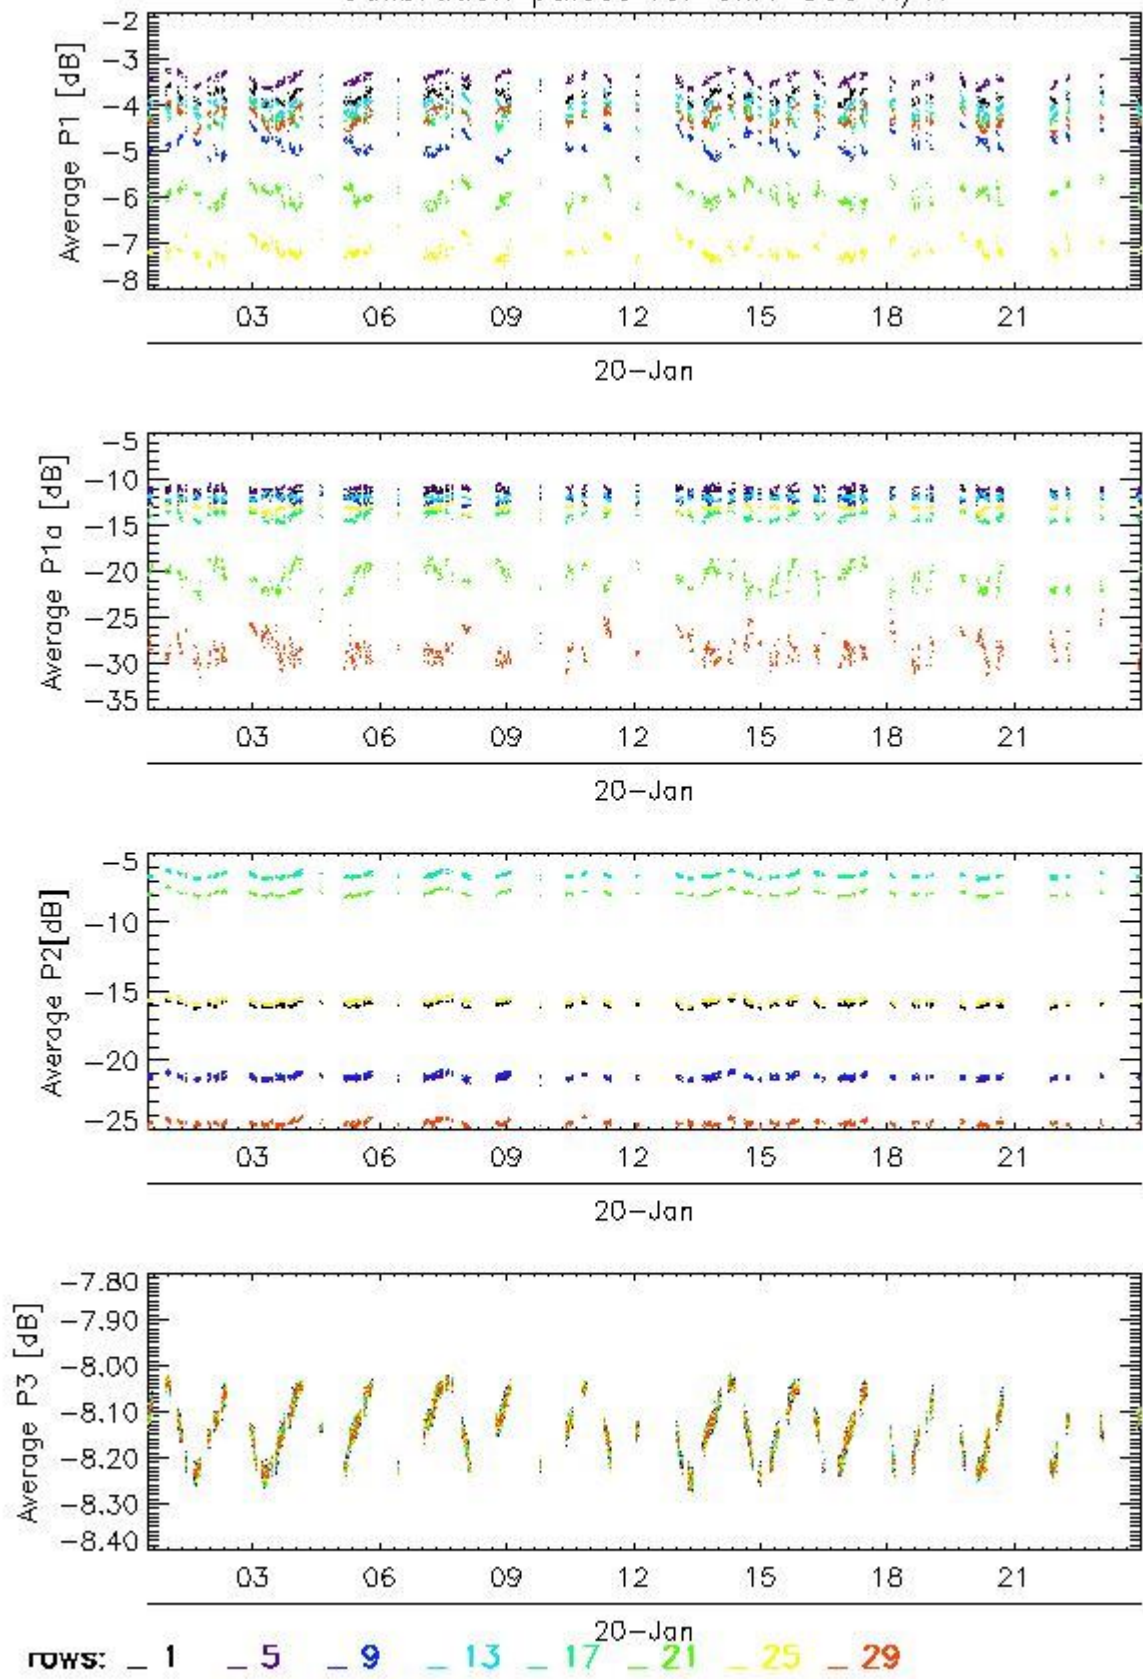 Average P1 [dB]
-2
-3
-4
-5
-6
-7
-8
03 06 09 12 15 18 21
20-Jan
Average P1a [dB]
-5
-10
-15
-20
-25
-30
-35
03 06 09 12 15 18 21
20-Jan
Average P2[dB]
-5
-10
-15
-20
-25
03 06 09 12 15 18 21
20-Jan
Average P3 [dB]
-7.80
-7.90
-8.00
-8.10
-8.20
-8.30
-8.40
03 06 09 12 15 18 21
20-Jan
rows: _ 1 _ 5 _ 9 _ 13 _ 17 _ 21 _ 25 _ 29